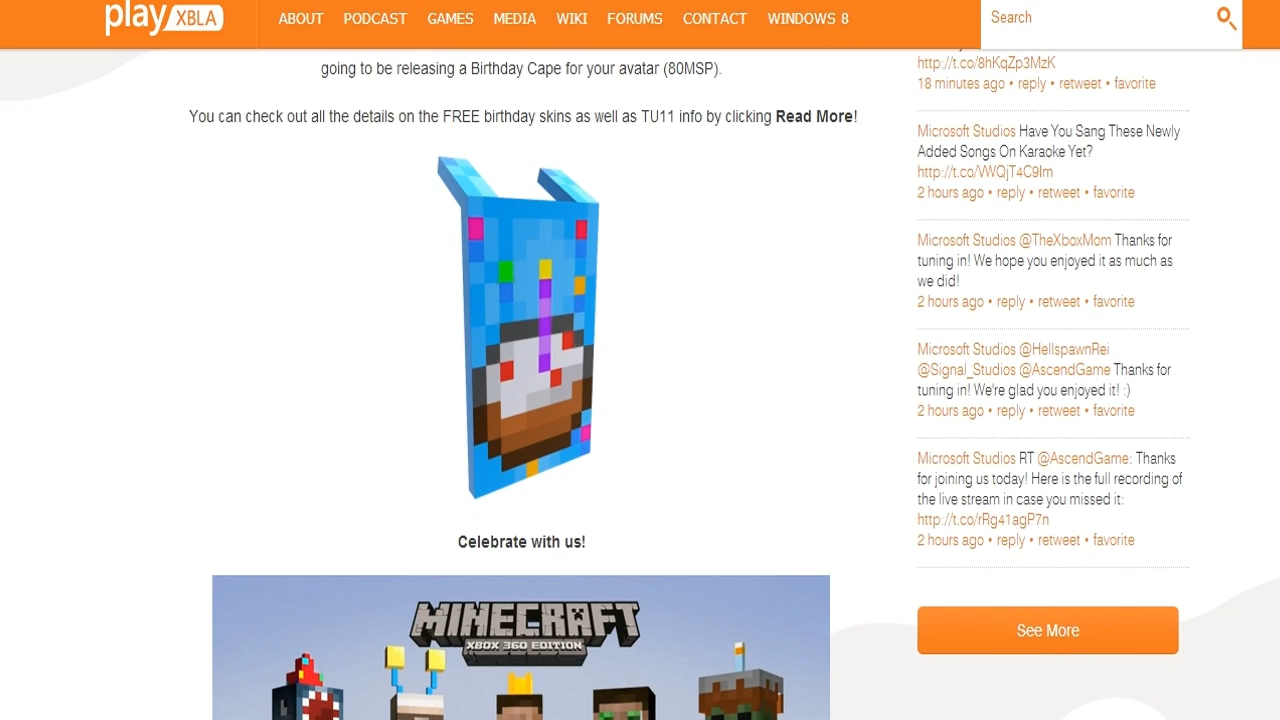 play XBLA
ABOUT PODCAST GAMES MEDIA WIKI FORUMS CONTACT WINDOWS 8
Search
going to be releasing a Birthday Cape for your avatar (80MSP).
You can check out all the details on the FREE birthday skins as well as TU11 info by clicking Read More!
Celebrate with us!
MINECRAFT
XBOX 360 EDITION
http://t.co/8hKqZp3MzK
18 minutes ago • reply • retweet • favorite
Microsoft Studios Have You Sang These Newly
Added Songs On Karaoke Yet?
http://t.co/VWQjT4C9Im
2 hours ago • reply • retweet • favorite
Microsoft Studios @TheXboxMom Thanks for
tuning in! We hope you enjoyed it as much as
we did!
2 hours ago • reply • retweet • favorite
Microsoft Studios @HellspawnRei
@Signal_Studios @AscendGame Thanks for
tuning in! We're glad you enjoyed it! :)
2 hours ago • reply • retweet • favorite
Microsoft Studios RT @AscendGame: Thanks
for joining us today! Here is the full recording of
the live stream in case you missed it:
http://t.co/rRg41agP7n
2 hours ago • reply • retweet • favorite
See More